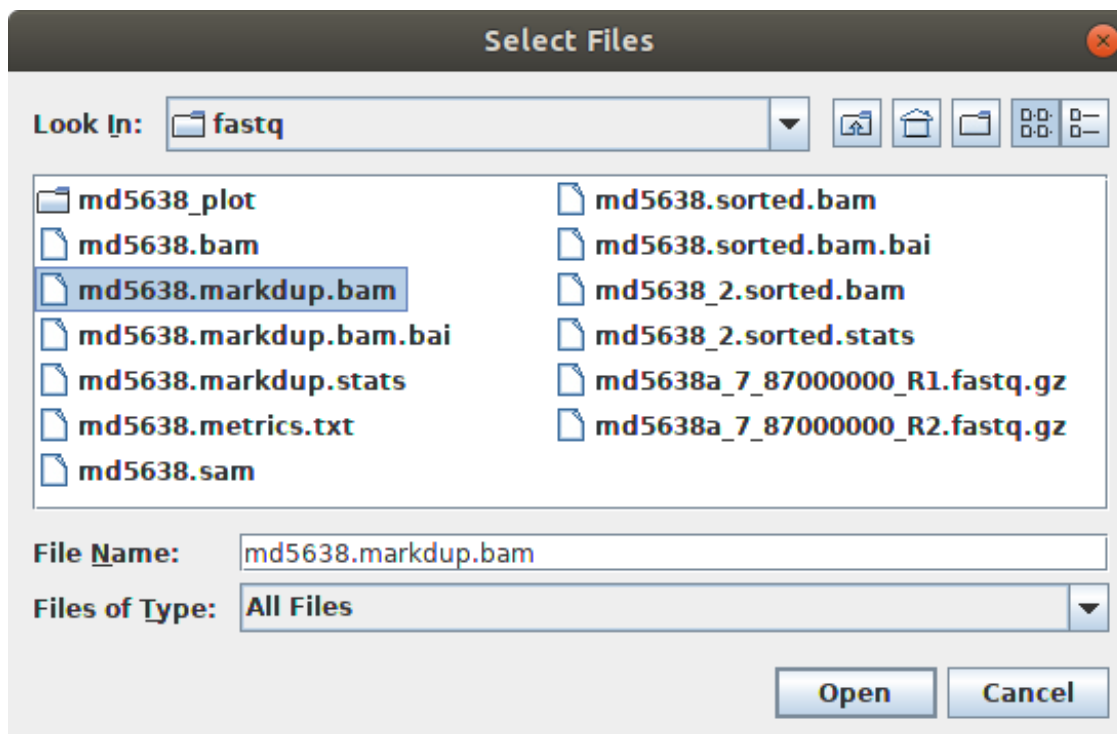 Select Files
Look In: fastq
md5638_plot
md5638.bam
md5638.markdup.bam
md5638.markdup.bam.bai
md5638.markdup.stats
md5638.metrics.txt
md5638.sam
md5638.sorted.bam
md5638.sorted.bam.bai
md5638_2.sorted.bam
md5638_2.sorted.stats
md5638a_7_87000000_R1.fastq.gz
md5638a_7_87000000_R2.fastq.gz
File Name: md5638.markdup.bam
Files of Type: All Files
Open Cancel